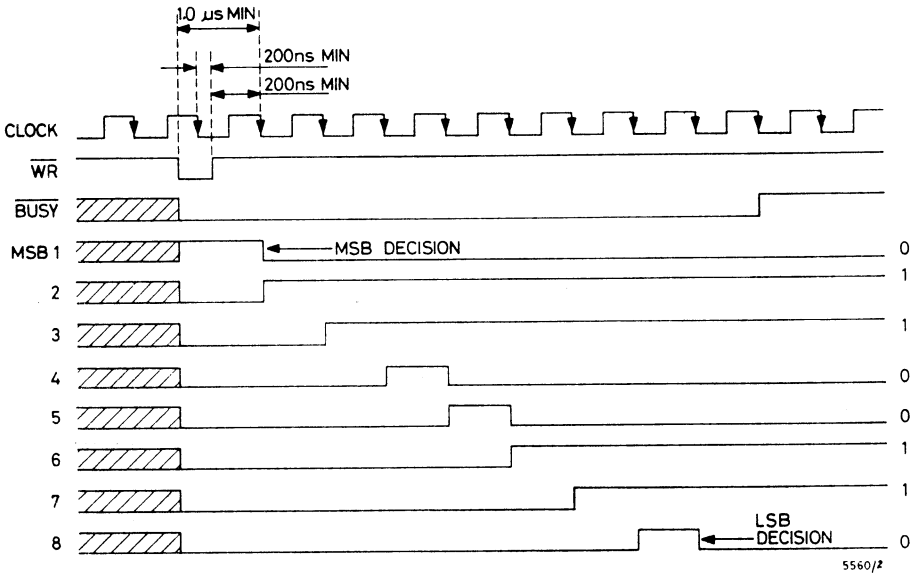 1.0 µs MIN
200ns MIN
200ns MIN
CLOCK
WR
BUSY
MSB 1 MSB DECISION 0
2 1
3 1
4 0
5 0
6 1
7 1
8 LSB DECISION 0
5560/2